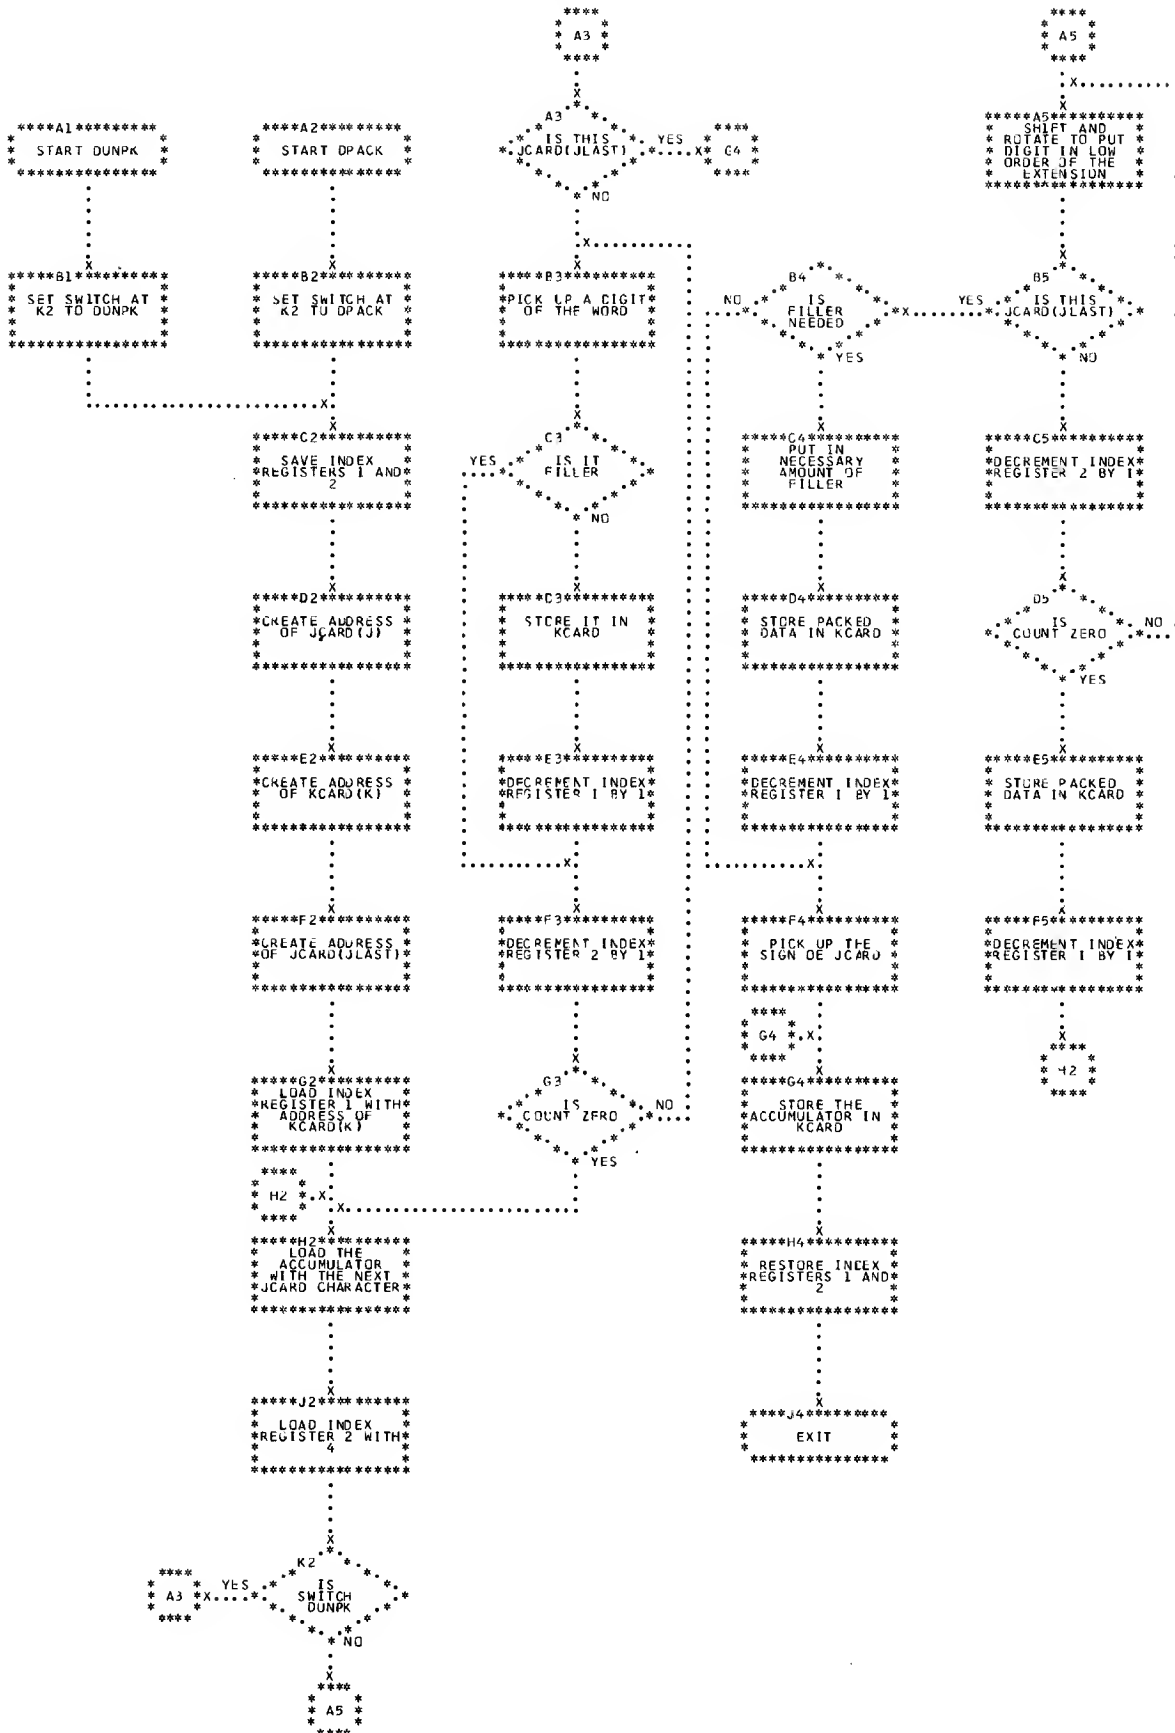 A1
START DUNPK
B1
SET SWITCH AT
K2 TO DUNPK
A2
START DPACK
B2
SET SWITCH AT
K2 TO DPACK
C2
SAVE INDEX
REGISTERS 1 AND
2
D2
CREATE ADDRESS
OF JCARD(J)
E2
CREATE ADDRESS
OF KCARD(K)
F2
CREATE ADDRESS
OF JCARD(JLAST)
G2
LOAD INDEX
REGISTER 1 WITH
ADDRESS OF
KCARD(K)
H2
H2
LOAD THE
ACCUMULATOR
WITH THE NEXT
JCARD CHARACTER
J2
LOAD INDEX
REGISTER 2 WITH
4
K2
IS
SWITCH
DUNPK
YES
A3
NO
A5
A3
A3
IS THIS
JCARD(JLAST)
YES
G4
NO
B3
PICK UP A DIGIT
OF THE WORD
C3
IS IT
FILLER
YES
NO
D3
STORE IT IN
KCARD
E3
DECREMENT INDEX
REGISTER 1 BY 1
F3
DECREMENT INDEX
REGISTER 2 BY 1
G3
IS
COUNT ZERO
NO
YES
B4
IS
FILLER
NEEDED
NO
YES
C4
PUT IN
NECESSARY
AMOUNT OF
FILLER
D4
STORE PACKED
DATA IN KCARD
E4
DECREMENT INDEX
REGISTER 1 BY 1
F4
PICK UP THE
SIGN OF JCARD
G4
G4
STORE THE
ACCUMULATOR IN
KCARD
H4
RESTORE INDEX
REGISTERS 1 AND
2
J4
EXIT
A5
A5
SHIFT AND
ROTATE TO PUT
DIGIT IN LOW
ORDER OF THE
EXTENSION
B5
IS THIS
JCARD(JLAST)
YES
NO
C5
DECREMENT INDEX
REGISTER 2 BY 1
D5
IS
COUNT ZERO
NO
YES
E5
STORE PACKED
DATA IN KCARD
F5
DECREMENT INDEX
REGISTER 1 BY 1
H2